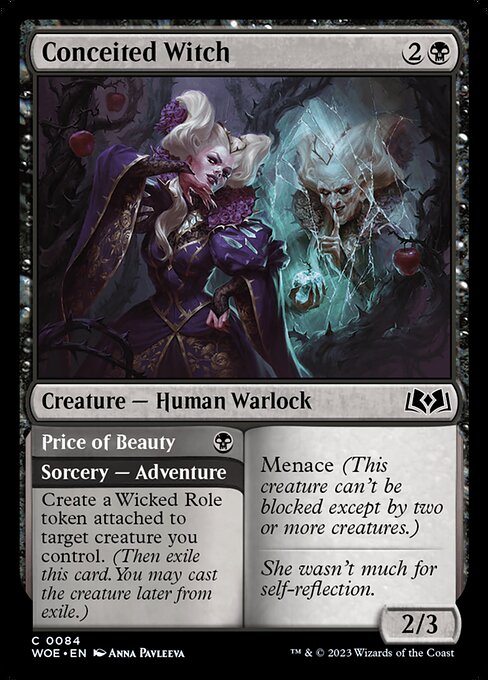 Conceited Witch 2
Creature — Human Warlock
Price of Beauty
Sorcery — Adventure
Create a Wicked Role
token attached to
target creature you
control. (Then exile
this card. You may cast
the creature later from
exile.)
Menace (This
creature can't be
blocked except by two
or more creatures.)
She wasn't much for
self-reflection.
2/3
C 0084
WOE • EN Anna Pavleeva
™ & © 2023 Wizards of the Coast